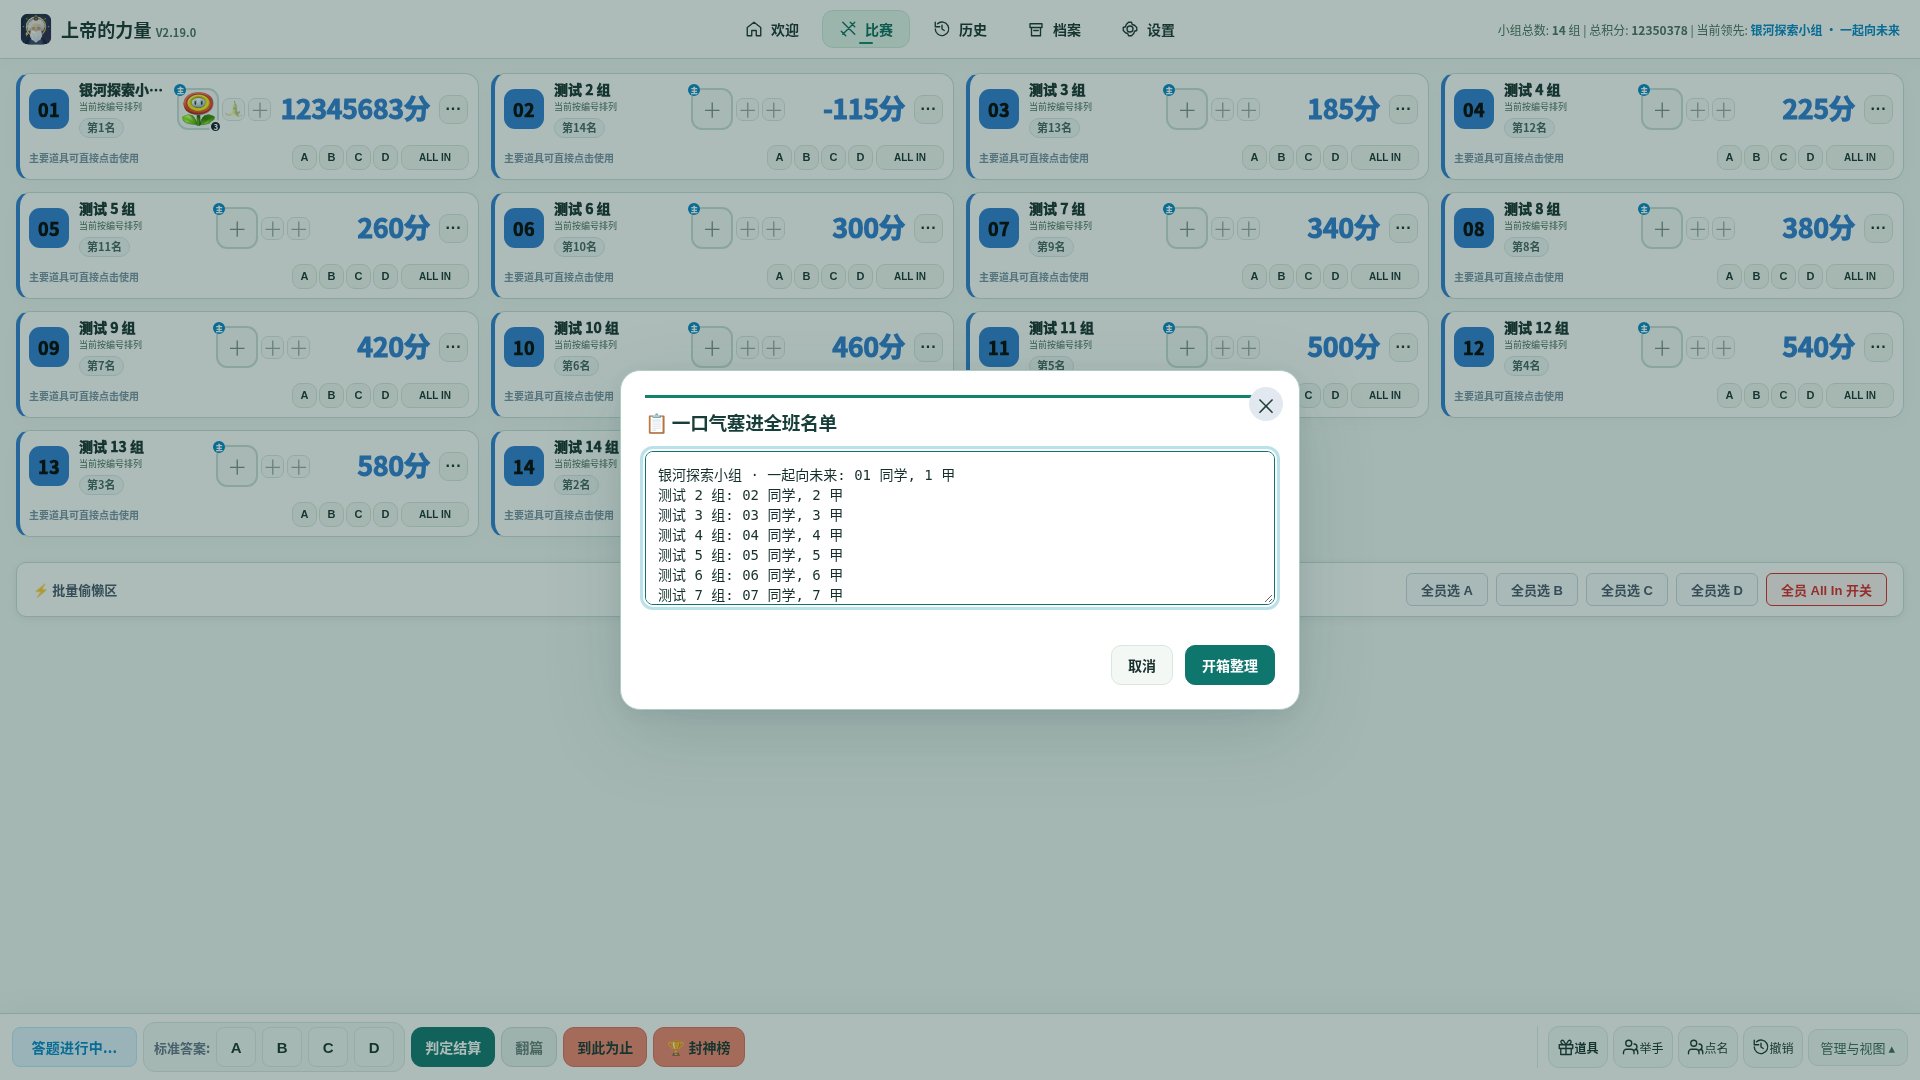 上帝的力量 V2.19.0
欢迎
比赛
历史
档案
设置
小组总数: 14 组 | 总积分: 12350378 | 当前领先: 银河探索小组 · 一起向未来
01
银河探索小…
当前按编号排列
第1名
主
3
12345683分
主要道具可直接点击使用
A B C D ALL IN
02
测试 2 组
当前按编号排列
第14名
主
-115分
主要道具可直接点击使用
A B C D ALL IN
03
测试 3 组
当前按编号排列
第13名
主
185分
主要道具可直接点击使用
A B C D ALL IN
04
测试 4 组
当前按编号排列
第12名
主
225分
主要道具可直接点击使用
A B C D ALL IN
05
测试 5 组
当前按编号排列
第11名
主
260分
主要道具可直接点击使用
A B C D ALL IN
06
测试 6 组
当前按编号排列
第10名
主
300分
主要道具可直接点击使用
A B C D ALL IN
07
测试 7 组
当前按编号排列
第9名
主
340分
主要道具可直接点击使用
A B C D ALL IN
08
测试 8 组
当前按编号排列
第8名
主
380分
主要道具可直接点击使用
A B C D ALL IN
09
测试 9 组
当前按编号排列
第7名
主
420分
主要道具可直接点击使用
A B C D ALL IN
10
测试 10 组
当前按编号排列
第6名
主
460分
主要道具可直接点击使用
11
测试 11 组
当前按编号排列
第5名
主
500分
C D ALL IN
12
测试 12 组
当前按编号排列
第4名
主
540分
主要道具可直接点击使用
A B C D ALL IN
13
测试 13 组
当前按编号排列
第3名
主
580分
主要道具可直接点击使用
A B C D ALL IN
14
测试 14 组
当前按编号排列
第2名
主要道具可直接点击使用
📋 一口气塞进全班名单
银河探索小组 · 一起向未来: 01 同学, 1 甲
测试 2 组: 02 同学, 2 甲
测试 3 组: 03 同学, 3 甲
测试 4 组: 04 同学, 4 甲
测试 5 组: 05 同学, 5 甲
测试 6 组: 06 同学, 6 甲
测试 7 组: 07 同学, 7 甲
取消
开箱整理
⚡ 批量偷懒区
全员选 A
全员选 B
全员选 C
全员选 D
全员 All In 开关
答题进行中...
标准答案: A B C D
判定结算
翻篇
到此为止
🏆 封神榜
道具
举手
点名
撤销
管理与视图 ▴